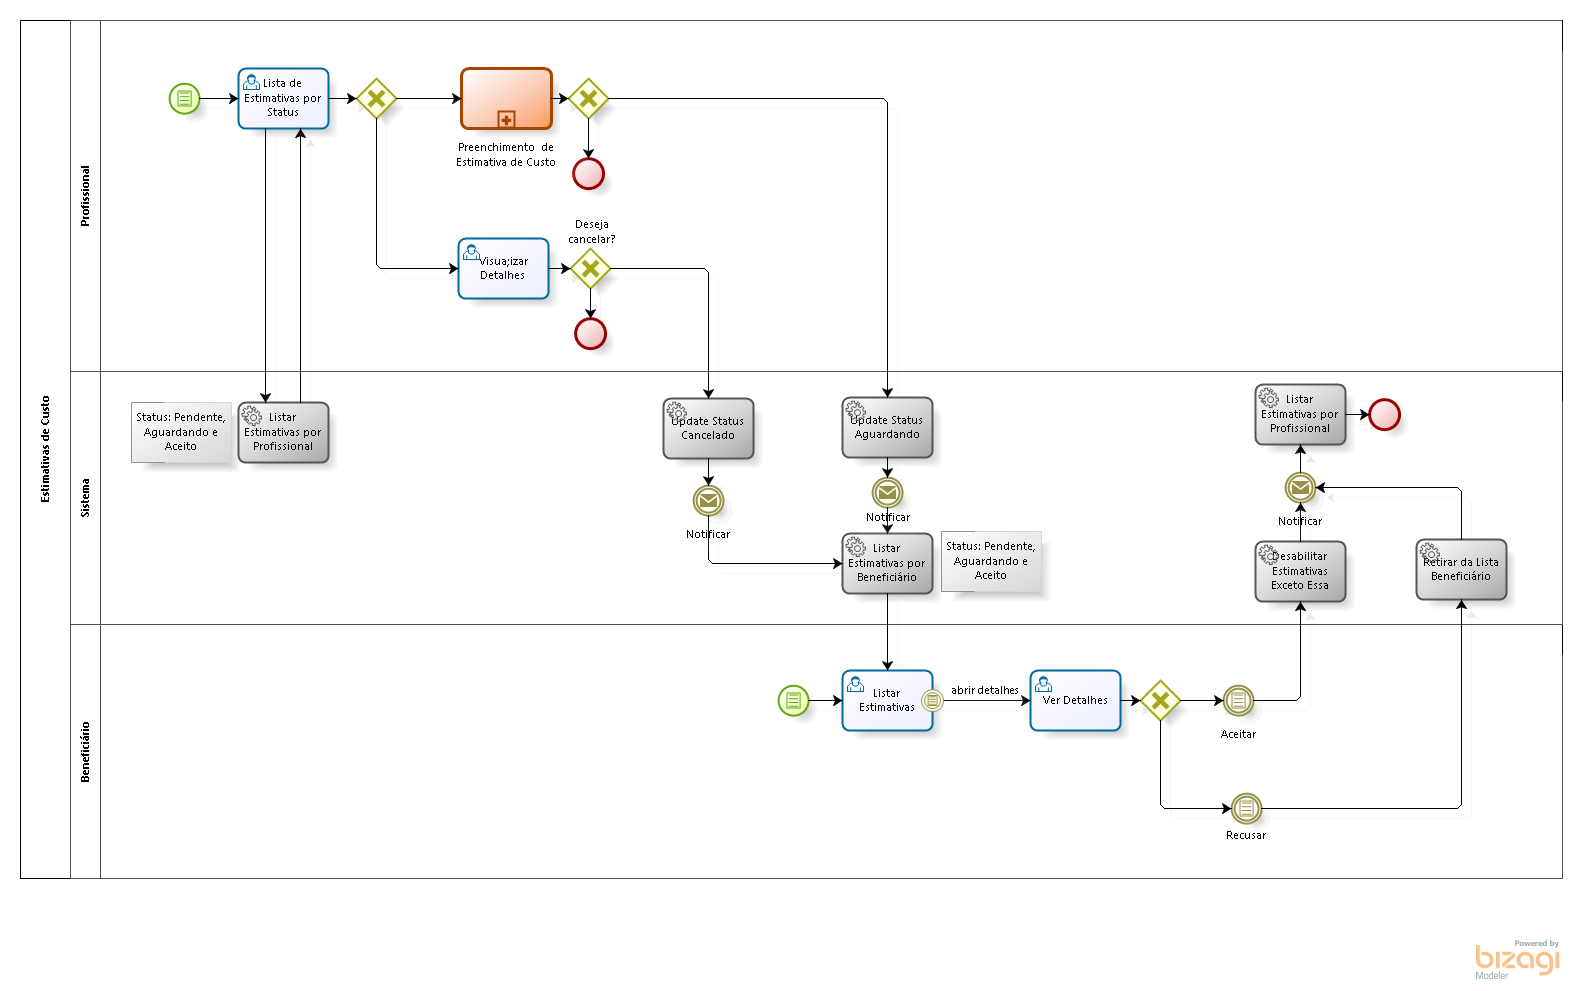 Estimativas de Custo
Profissional
Lista de
Estimativas por
Status
Preenchimento de
Estimativa de Custo
Deseja
cancelar?
Visua;izar
Detalhes
Sistema
Status: Pendente,
Aguardando e
Aceito
Listar
Estimativas por
Profissional
Update Status
Cancelado
Notificar
Update Status
Aguardando
Notificar
Listar
Estimativas por
Beneficiário
Status: Pendente,
Aguardando e
Aceito
Listar
Estimativas por
Profissional
Notificar
Desabilitar
Estimativas
Exceto Essa
Retirar da Lista
Beneficiário
Beneficiário
Listar
Estimativas
abrir detalhes
Ver Detalhes
Aceitar
Recusar
Powered by
bizagi
Modeler